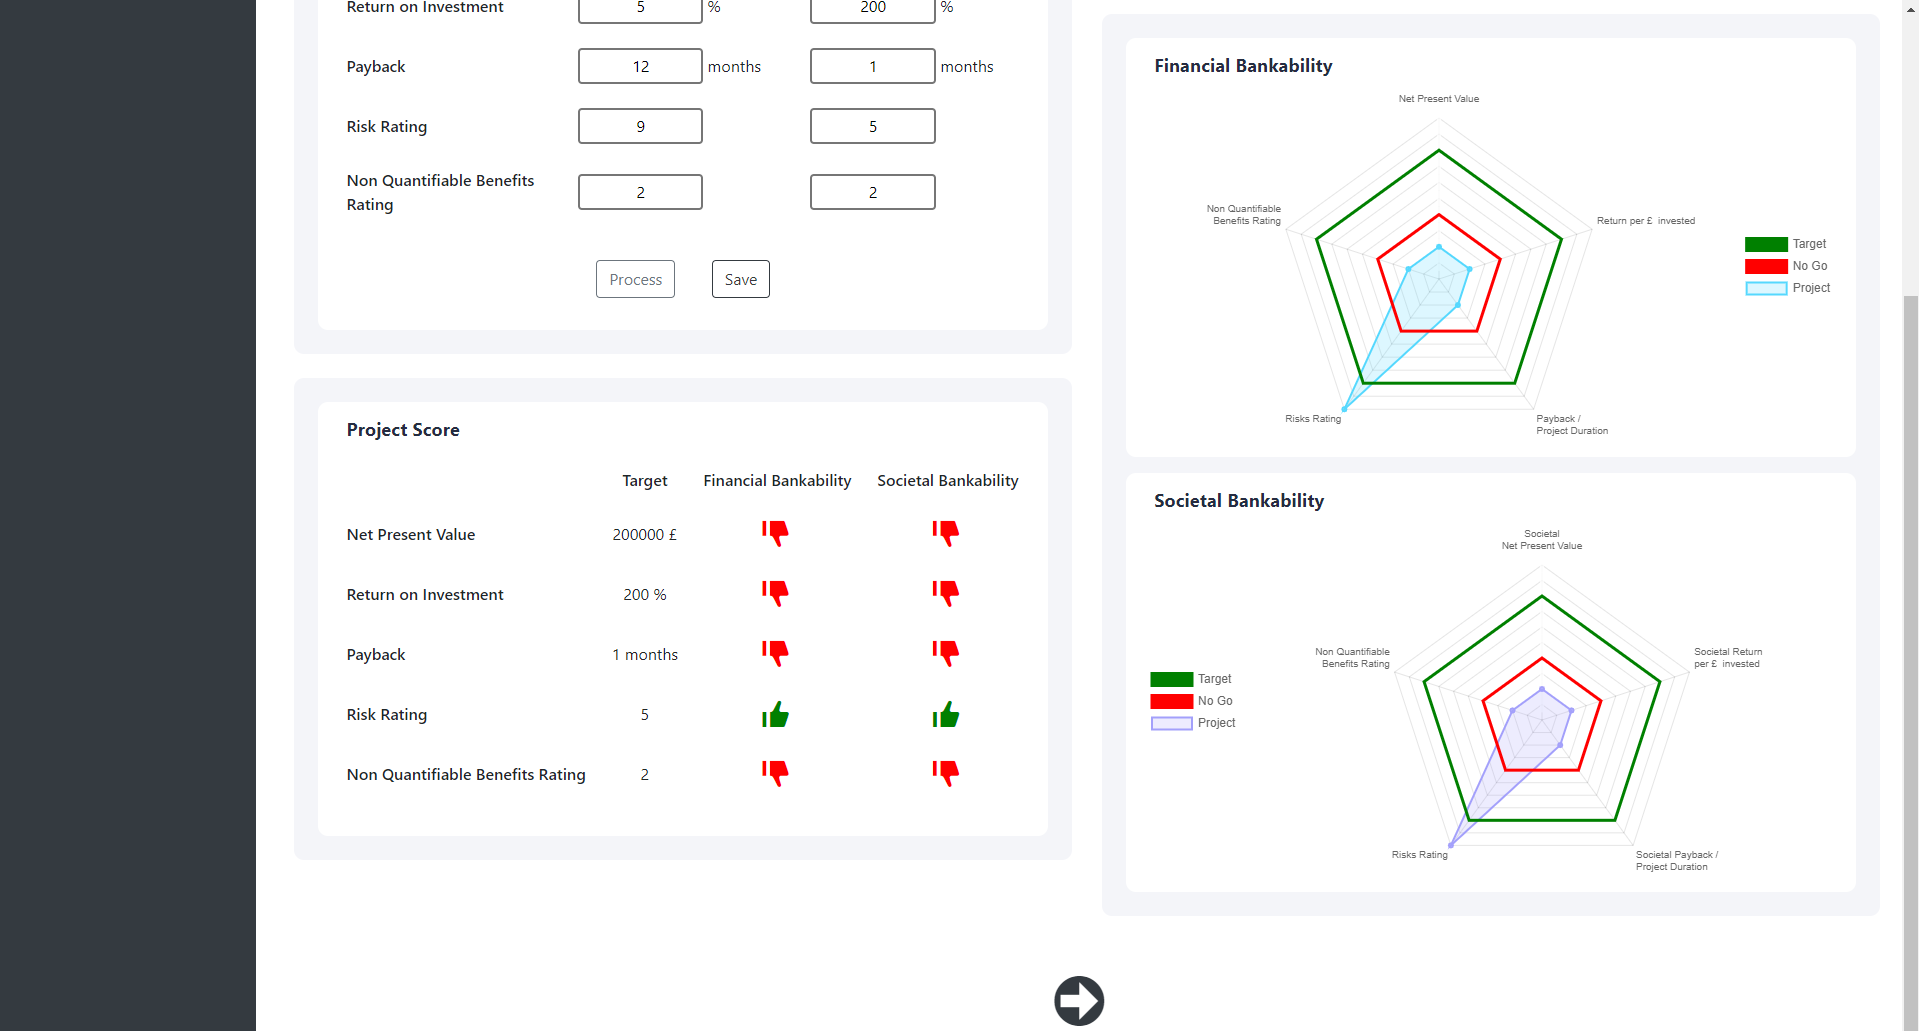 Return on Investment 5 % 200 %
Payback 12 months 1 months
Risk Rating 9 5
Non Quantifiable Benefits
Rating 2 2
Process Save
Project Score
Target Financial Bankability Societal Bankability
Net Present Value 200000 £
Return on Investment 200 %
Payback 1 months
Risk Rating 5
Non Quantifiable Benefits Rating 2
Financial Bankability
Net Present Value
Non Quantifiable
Benefits Rating
Return per £ invested
Target
No Go
Project
Risks Rating
Payback /
Project Duration
Societal Bankability
Societal
Net Present Value
Non Quantifiable
Benefits Rating
Societal Return
per £ invested
Target
No Go
Project
Risks Rating
Societal Payback /
Project Duration